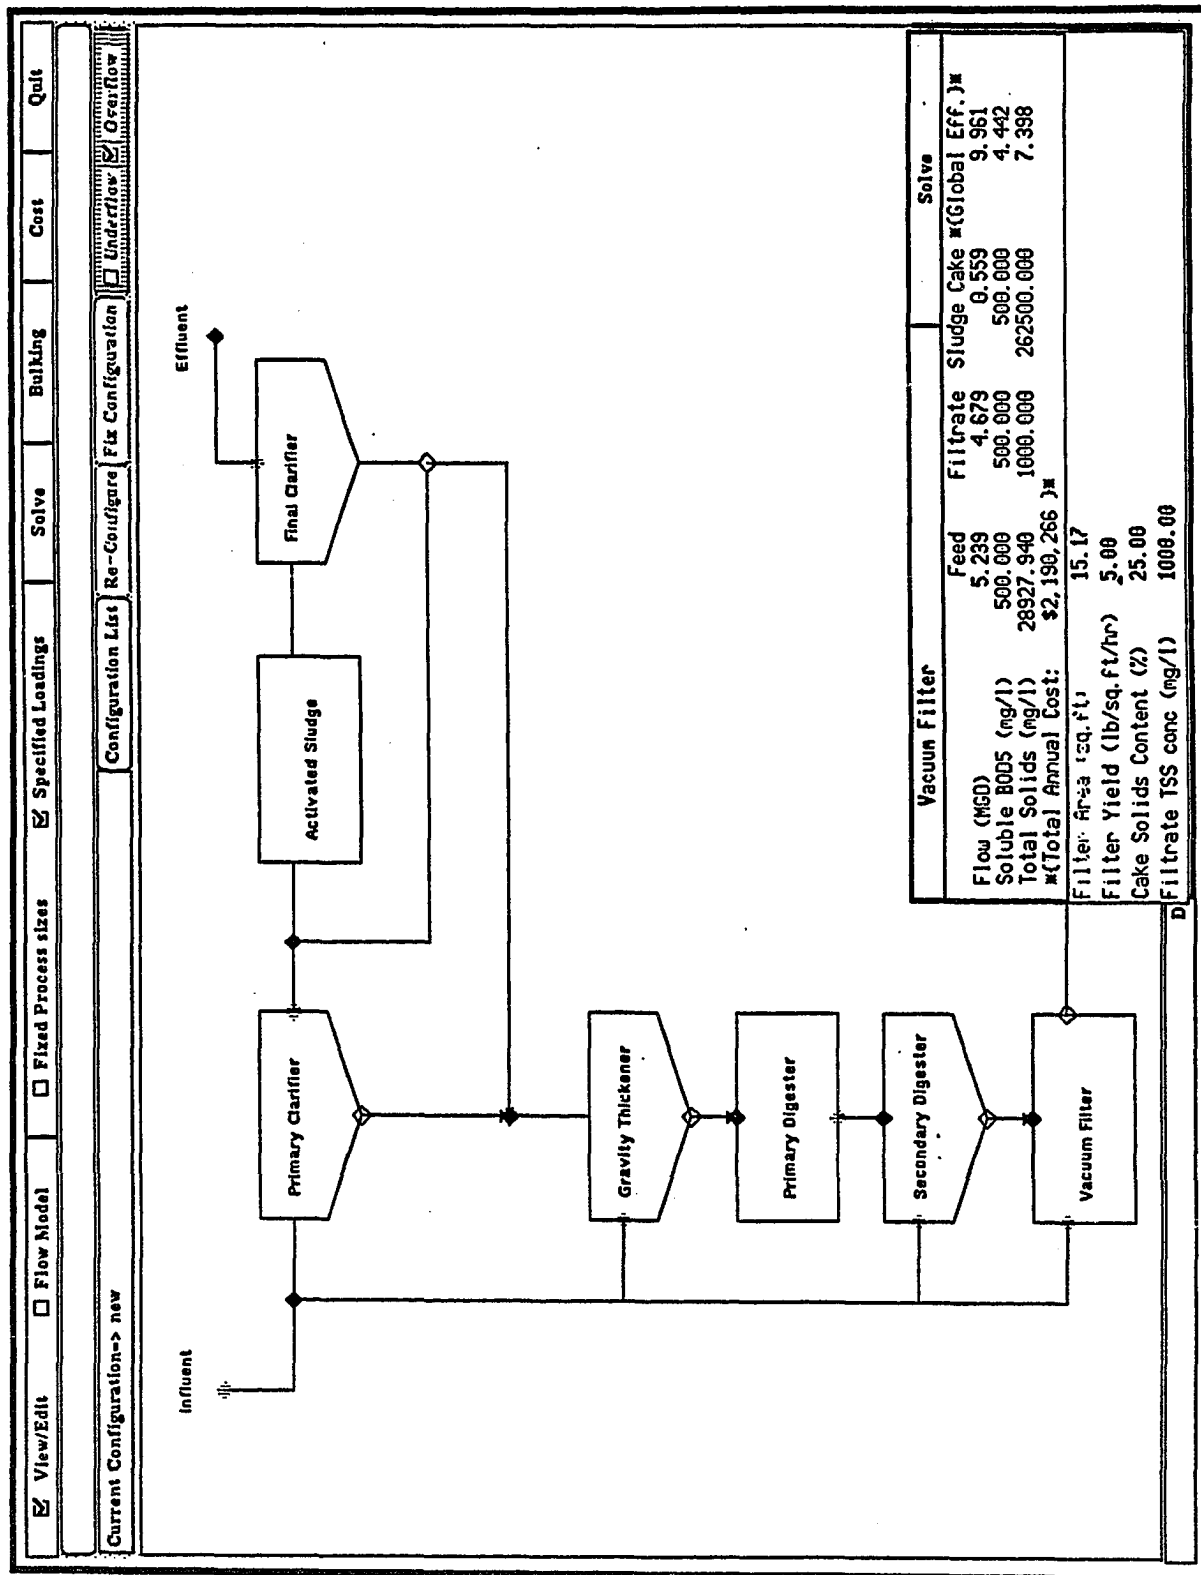 ☑ View/Edit ☐ Flow Model ☐ Fixed Process sizes ☑ Specified Loadings Solve Bulking Cost Quit
Current Configuration=> new Configuration List Re-Configure Fix Configuration ☐ Underflow ☑ Overflow
Influent
Effluent
Primary Clarifier
Activated Sludge
Final Clarifier
Gravity Thickener
Primary Digester
Secondary Digester
Vacuum Filter
Vacuum Filter Solve
Feed Filtrate Sludge Cake *(Global Eff.)*
Flow (MGD) 5.239 4.679 0.559 9.961
Soluble BOD5 (mg/l) 500.000 500.000 500.000 4.442
Total Solids (mg/l) 28927.940 1000.000 262500.000 7.398
*(Total Annual Cost: $2,190,266 )*
Filter Area (sq.ft) 15.17
Filter Yield (lb/sq.ft/hr) 5.00
Cake Solids Content (%) 25.00
Filtrate TSS conc (mg/l) 1000.00
D